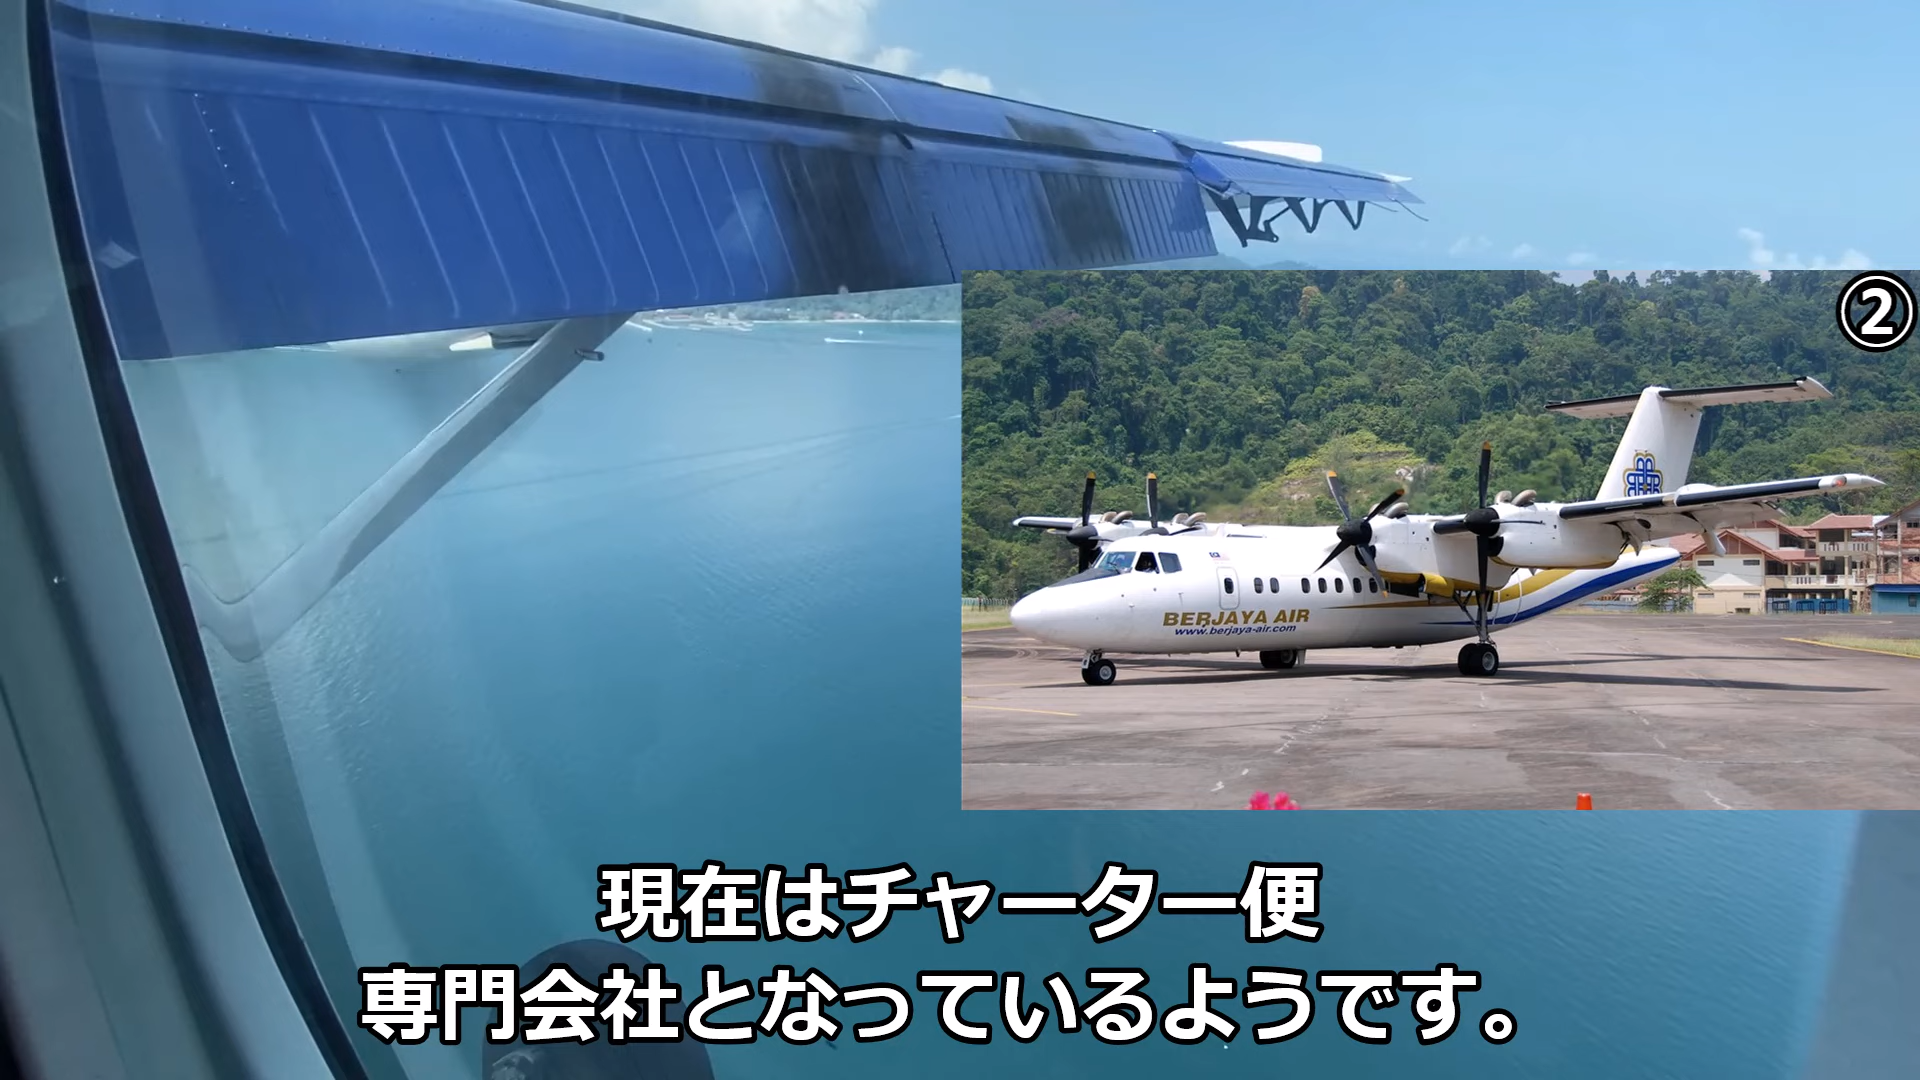 ②
BERJAYA AIR
www.berjaya-air.com
現在はチャーター便
専門会社となっているようです。